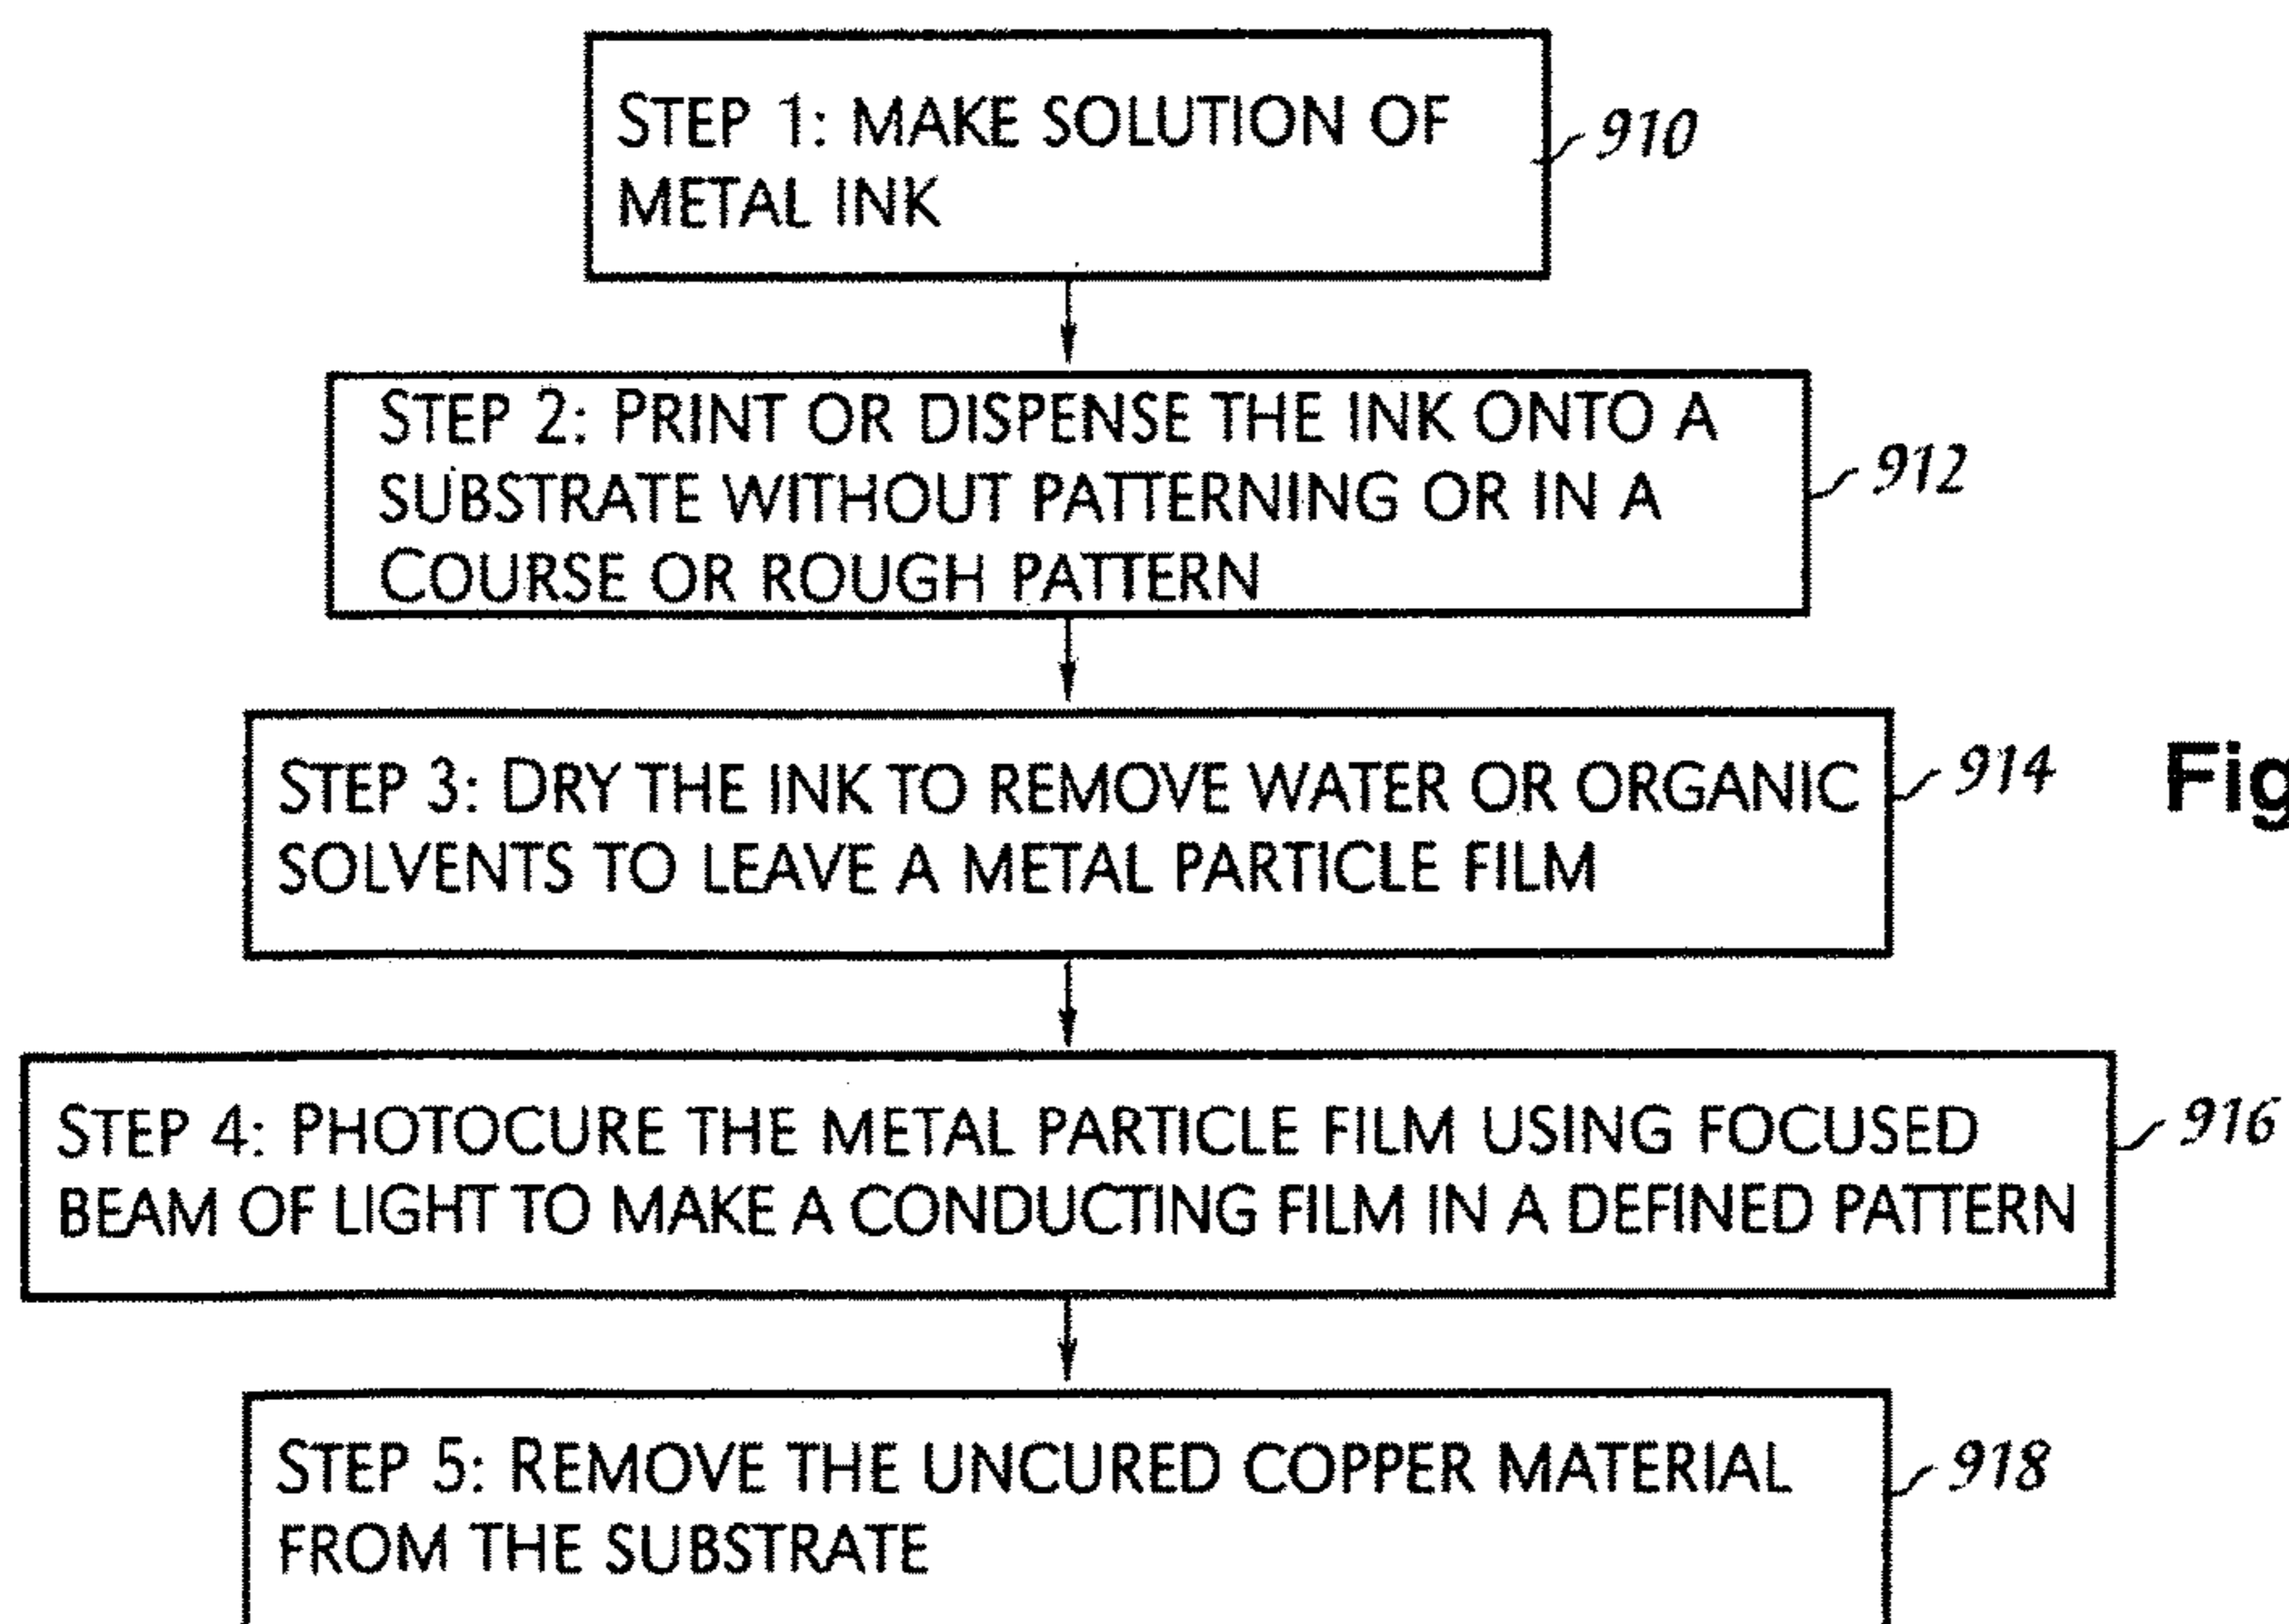 STEP 1: MAKE SOLUTION OF
METAL INK
910
STEP 2: PRINT OR DISPENSE THE INK ONTO A
SUBSTRATE WITHOUT PATTERNING OR IN A
COURSE OR ROUGH PATTERN
912
STEP 3: DRY THE INK TO REMOVE WATER OR ORGANIC
SOLVENTS TO LEAVE A METAL PARTICLE FILM
914
Fig
STEP 4: PHOTOCURE THE METAL PARTICLE FILM USING FOCUSED
BEAM OF LIGHT TO MAKE A CONDUCTING FILM IN A DEFINED PATTERN
916
STEP 5: REMOVE THE UNCURED COPPER MATERIAL
FROM THE SUBSTRATE
918